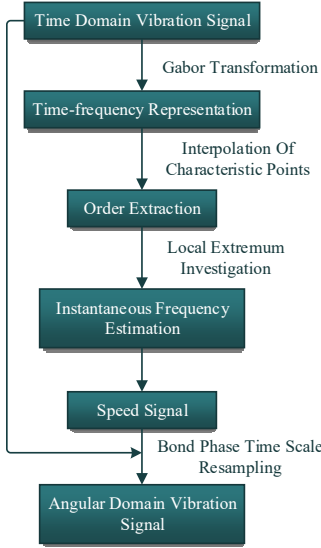 Time Domain Vibration Signal
Gabor Transformation
Time-frequency Representation
Interpolation Of
Characteristic Points
Order Extraction
Local Extremum
Investigation
Instantaneous Frequency
Estimation
Speed Signal
Bond Phase Time Scale
Resampling
Angular Domain Vibration
Signal